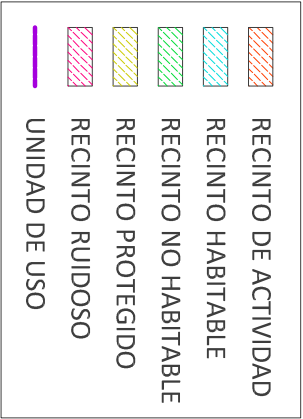 RECINTO DE ACTIVIDAD
RECINTO HABITABLE
RECINTO NO HABITABLE
RECINTO PROTEGIDO
RECINTO RUIDOSO
UNIDAD DE USO